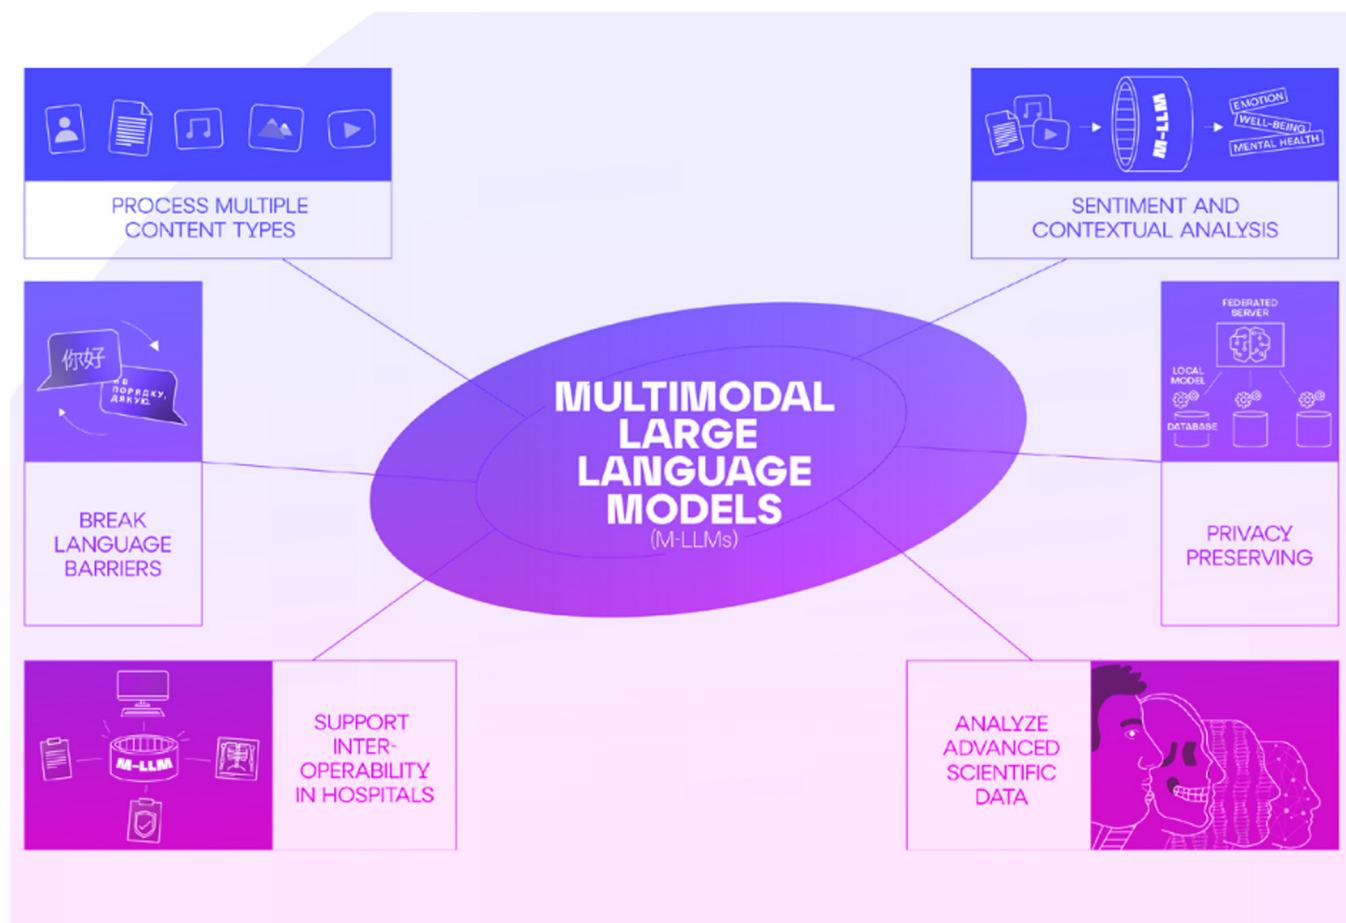 PROCESS MULTIPLE
CONTENT TYPES
M-LLM
EMOTION
WELL-BEING
MENTAL HEALTH
SENTIMENT AND
CONTEXTUAL ANALYSIS
你好
ПОРЯДКУ,
ДЯКУЮ.
BREAK
LANGUAGE
BARRIERS
MULTIMODAL
LARGE
LANGUAGE
MODELS
(M-LLMs)
FEDERATED
SERVER
LOCAL
MODEL
DATABASE
PRIVACY
PRESERVING
M-LLM
SUPPORT
INTER-
OPERABILITY
IN HOSPITALS
ANALYZE
ADVANCED
SCIENTIFIC
DATA